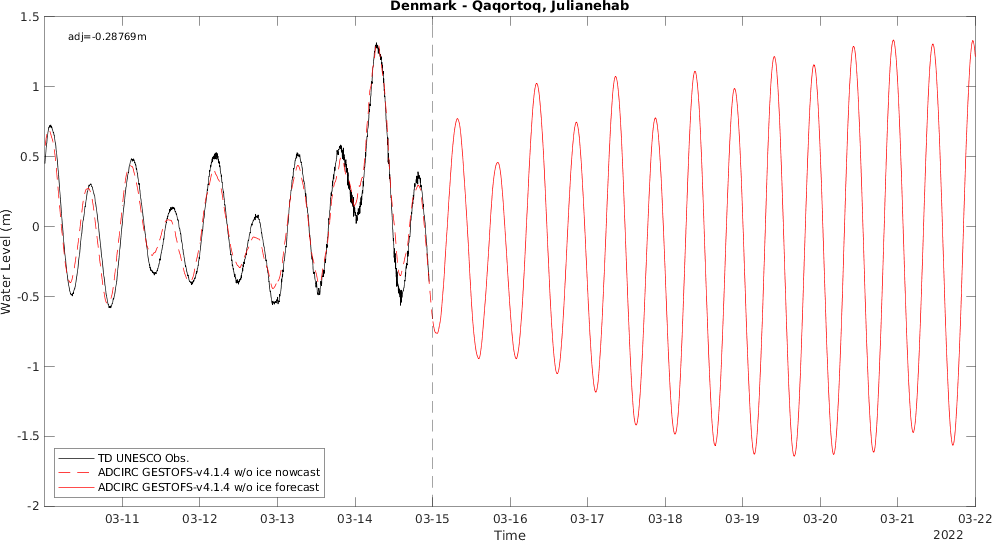 Denmark - Qaqortoq, Julianehab
adj=-0.28769m
1.5
1
0.5
0
-0.5
-1
-1.5
-2
Water Level (m)
TD UNESCO Obs.
ADCIRC GESTOFS-v4.1.4 w/o ice nowcast
ADCIRC GESTOFS-v4.1.4 w/o ice forecast
03-11 03-12 03-13 03-14 03-15 03-16 03-17 03-18 03-19 03-20 03-21 03-22
Time
2022